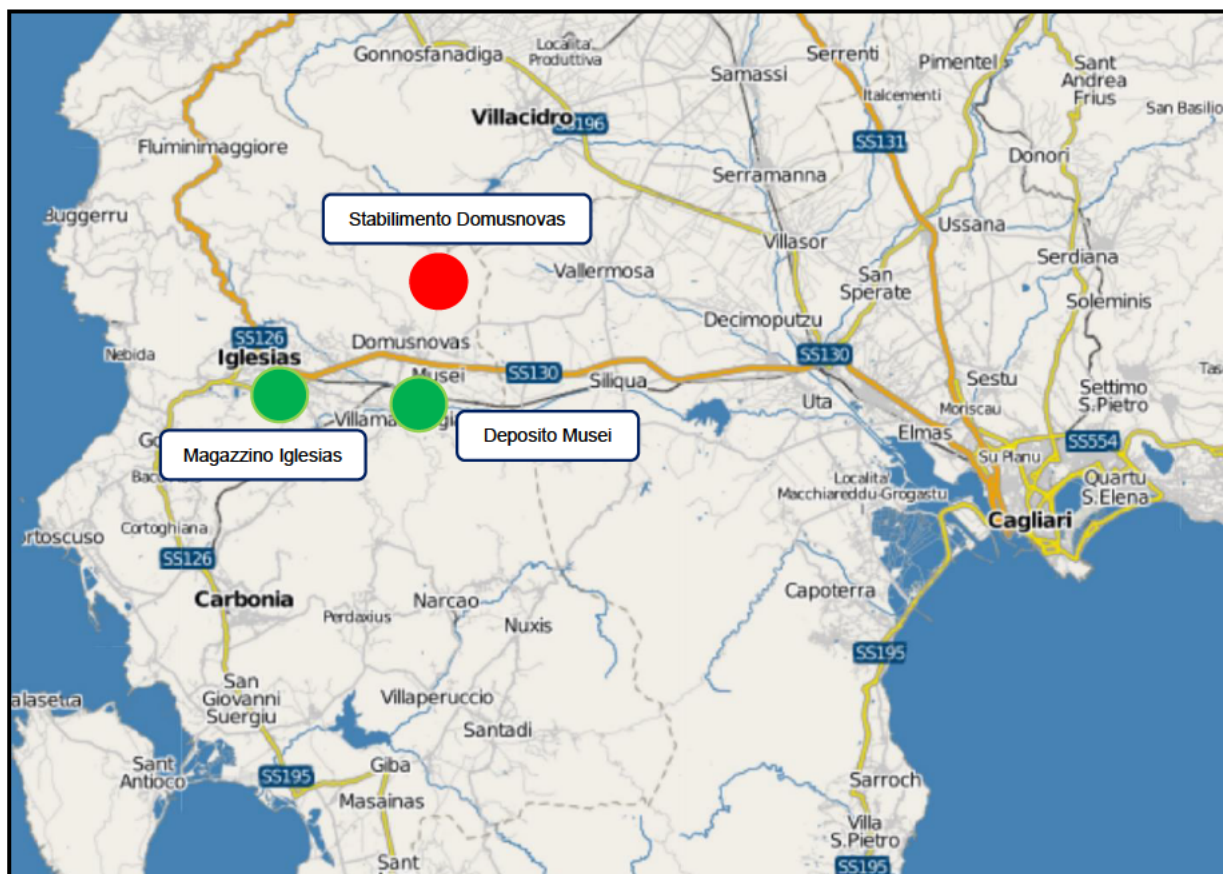 Gonnosfanadiga
Localita'
Produttiva
Samassi
Serrenti
Pimentel
Sant
Andrea
Frius
Italcementi
San Basilio
Villacidro
SS196
SS131
Fluminimaggiore
Donori
Serramanna
Stabilimento Domusnovas
Buggerru
Ussana
Villasor
Serdiana
Vallermosa
San
Sperate
Soleminis
Decimoputzu
SS126
Domusnovas
Nebida
Iglesias
SS130
Musei
SS130
Siliqua
Sestu
Settimo
S.Pietro
Uta
Moriscau
Elmas
Deposito Musei
Magazzino Iglesias
SS554
Su Planu
Localita'
Macchiareddu-Grogastu
Quartu
S.Elena
Cortoghiana
Cagliari
SS126
Capoterra
Carbonia
Narcao
Perdaxius
Nuxis
SS195
San
Giovanni
Suergiu
Villaperuccio
Santadi
Sant
Antioco
SS195
Giba
Sarroch
Masainas
Villa
S.Pietro
Sant
SS195